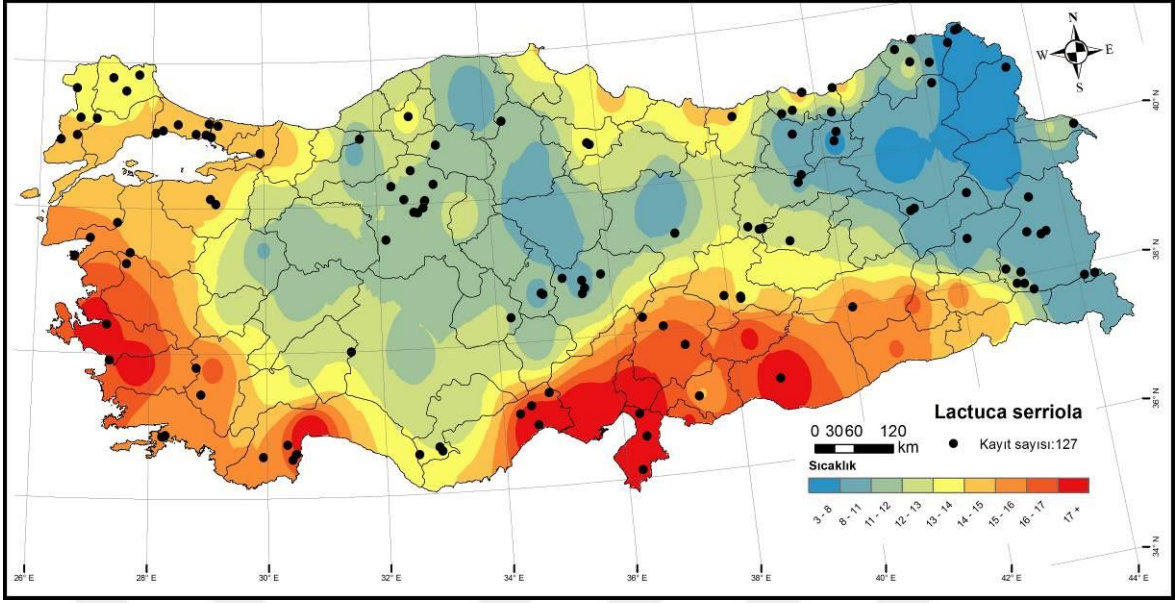 N
W E
S
40° N
38° N
36° N
34° N
Lactuca serriola
0 30 60 120
km
● Kayıt sayısı:127
Sıcaklık
3 - 8 8 - 11 11 - 12 12 - 13 13 - 14 14 - 15 15 - 16 16 - 17 17 +
26° E 28° E 30° E 32° E 34° E 36° E 38° E 40° E 42° E 44° E